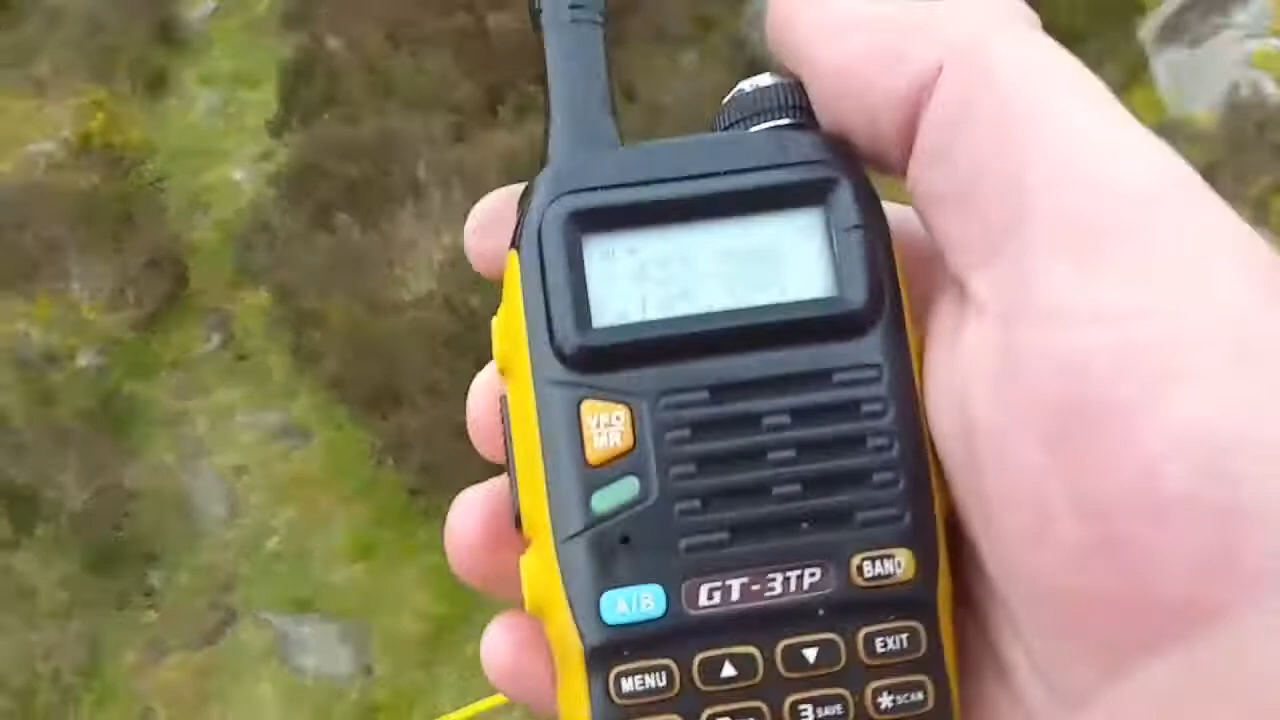 VFO
MR
A/B GT-3TP BAND
MENU ▲ ▼ EXIT
3 SAVE * SCAN